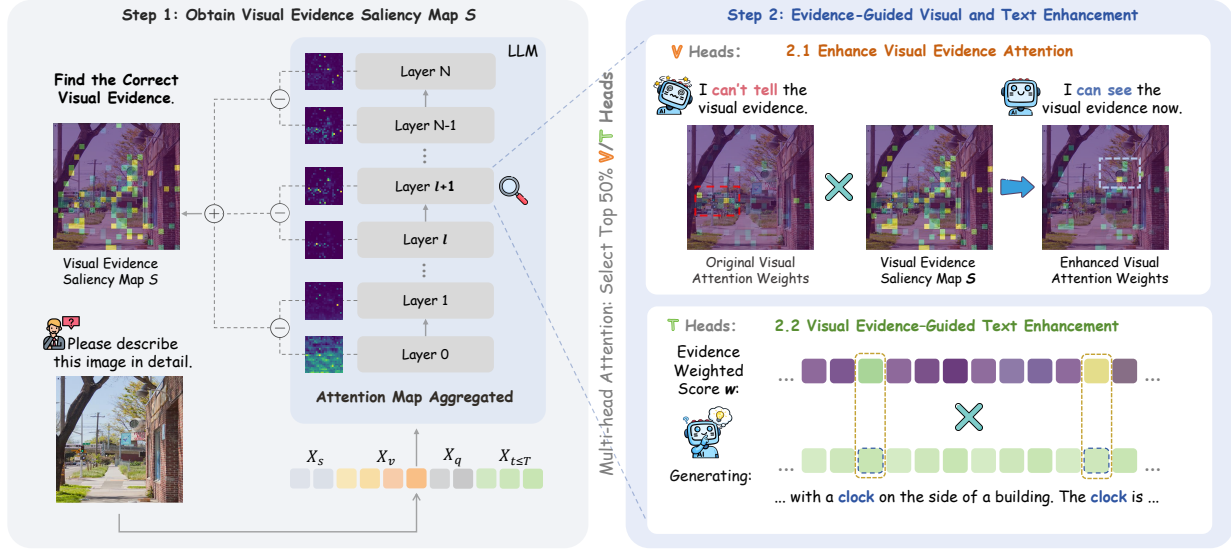 Step 1: Obtain Visual Evidence Saliency Map S
Find the Correct
Visual Evidence.
Visual Evidence
Saliency Map S
Please describe
this image in detail.
LLM
Layer N
Layer N-1
Layer l+1
Layer l
Layer 1
Layer 0
Attention Map Aggregated
X_s X_v X_q X_{t≤T}
Multi-head Attention: Select Top 50% V/T Heads
Step 2: Evidence-Guided Visual and Text Enhancement
V Heads: 2.1 Enhance Visual Evidence Attention
I can't tell the
visual evidence.
I can see the
visual evidence now.
AI
AI
Original Visual
Attention Weights
Visual Evidence
Saliency Map S
Enhanced Visual
Attention Weights
T Heads: 2.2 Visual Evidence-Guided Text Enhancement
Evidence
Weighted
Score w:
... ...
AI
Generating:
... ...
... with a clock on the side of a building. The clock is ...